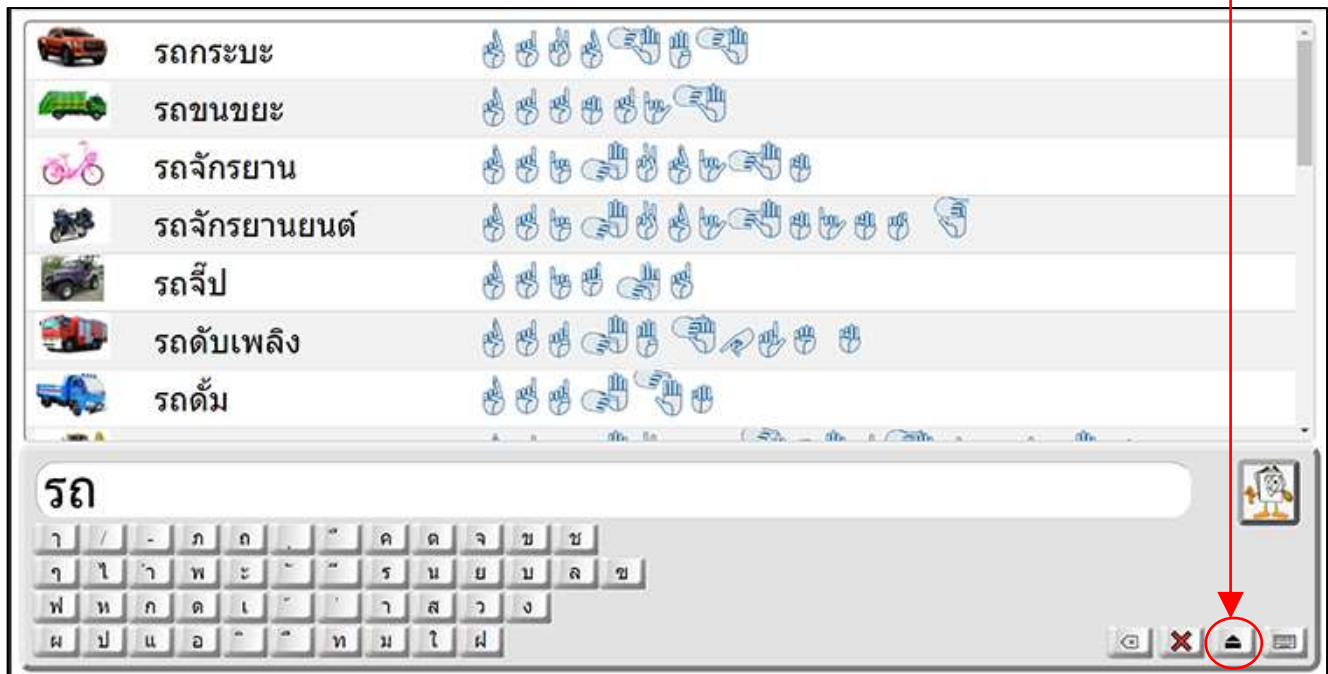 รถกระบะ
รถขนขยะ
รถจักรยาน
รถจักรยานยนต์
รถจี๊ป
รถดับเพลิง
รถดั้ม
รถ
ๅ / - ภ ถ ุ ึ ค ต จ ข ช
ๆ ไ ำ พ ะ ั ี ร น ย บ ล ฃ
ฟ ห ก ด เ ้ ่ า ส ว ง
ผ ป แ อ ิ ื ท ม ใ ฝ